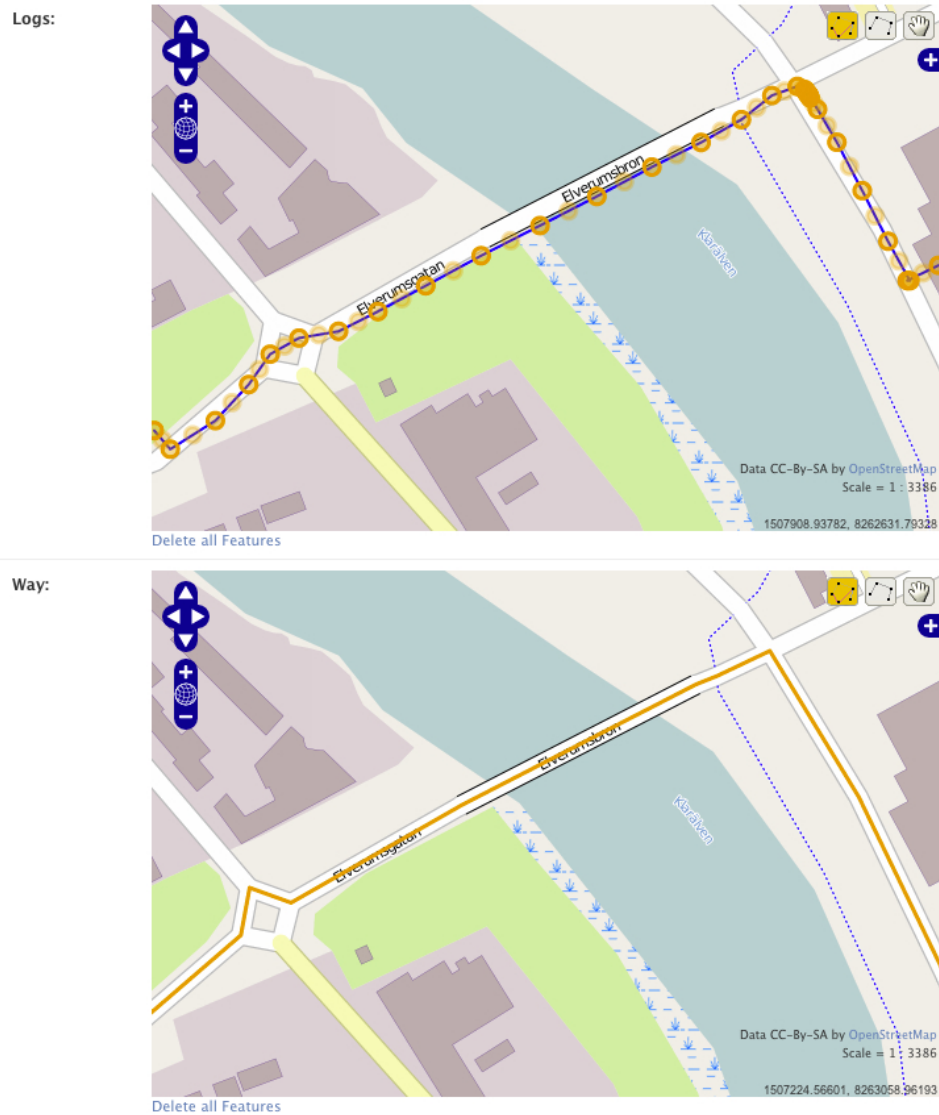 Logs:
Elverumsbron
Elverumsgatan
Klarälven
Data CC-By-SA by OpenStreetMap
Scale = 1 : 3386
1507908.93782, 8262631.79328
Delete all Features
Way:
Elverumsbron
Elverumsgatan
Klarälven
Data CC-By-SA by OpenStreetMap
Scale = 1 : 3386
1507224.56601, 8263058.96193
Delete all Features